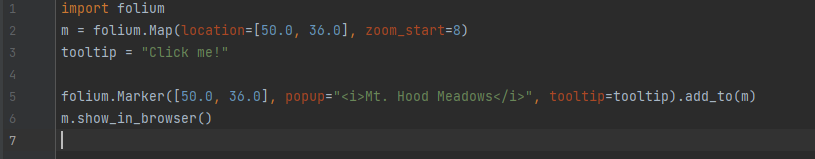 1 import folium
2 m = folium.Map(location=[50.0, 36.0], zoom_start=8)
3 tooltip = "Click me!"
4
5 folium.Marker([50.0, 36.0], popup="<i>Mt. Hood Meadows</i>", tooltip=tooltip).add_to(m)
6 m.show_in_browser()
7